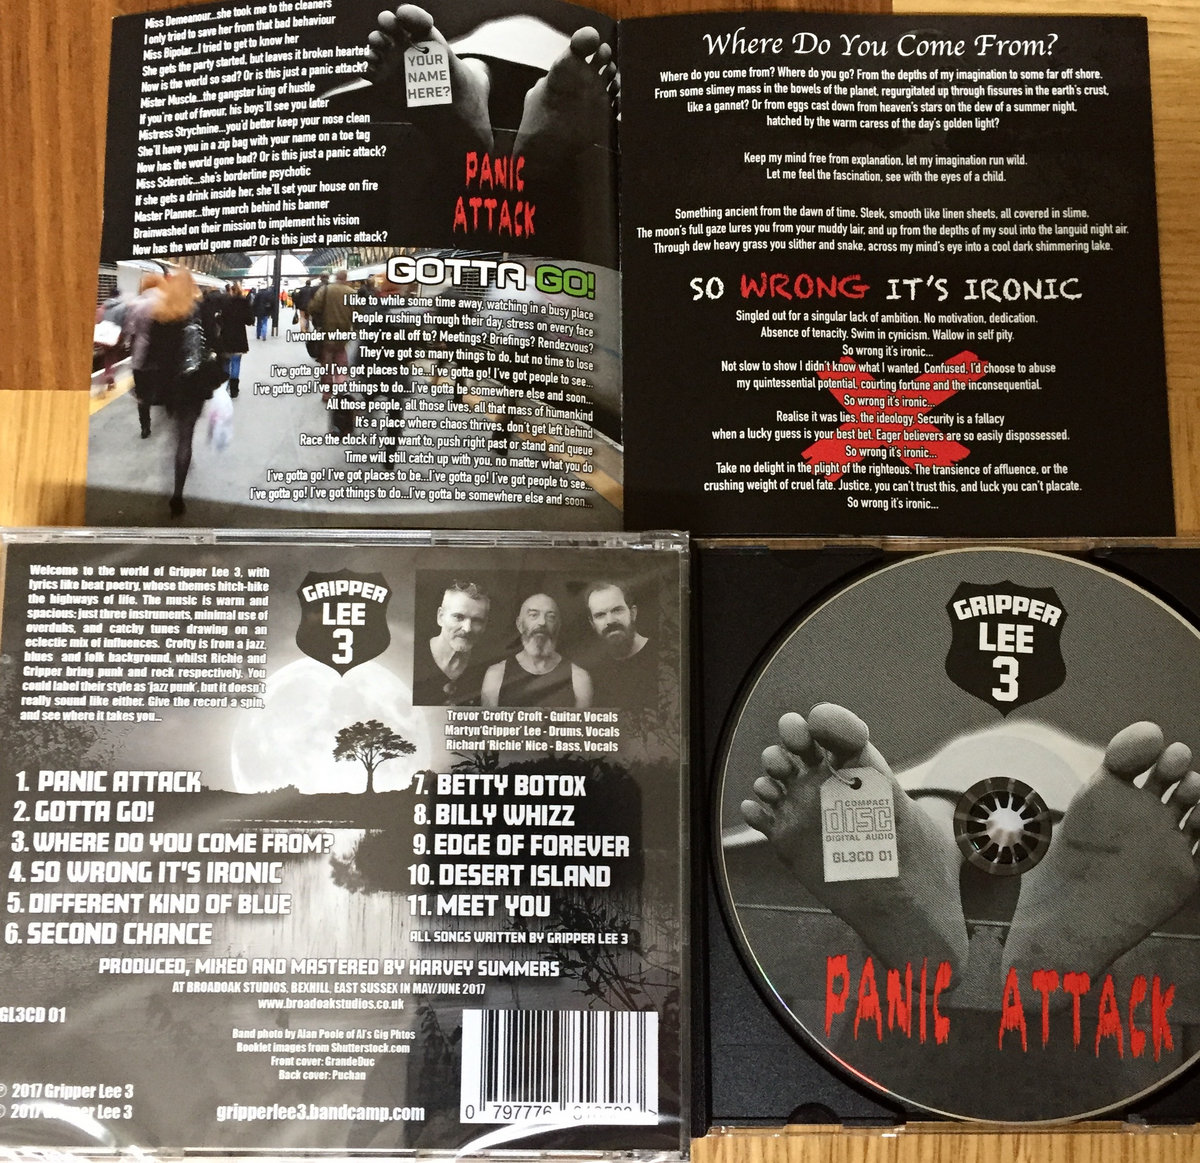 Miss Demeanour...she took me to the cleaners
I only tried to save her from that bad behaviour
Miss Bipolar...I tried to get to know her
She gets the party started, but leaves it broken hearted
Now is the world so sad? Or is this just a panic attack?
Mister Muscle...the gangster king of hustle
If you're out of favour, his boys'll see you later
Mistress Strychnine...you'd better keep your nose clean
She'll have you in a zip bag with your name on a toe tag
Now has the world gone bad? Or is this just a panic attack?
Miss Sclerotic...she's borderline psychotic
If she gets a drink inside her, she'll set your house on fire
Master Planner...they march behind his banner
Brainwashed on their mission to implement his vision
Now has the world gone mad? Or is this just a panic attack?
YOUR
NAME
HERE?
PANIC
ATTACK
GOTTA GO!
I like to while some time away, watching in a busy place
People rushing through their day, stress on every face
I wonder where they're all off to? Meetings? Briefings? Rendezvous?
They've got so many things to do, but no time to lose
I've gotta go! I've got places to be...I've gotta go! I've got people to see...
I've gotta go! I've got things to do...I've gotta be somewhere else and soon...
All those people, all those lives, all that mass of humankind
It's a place where chaos thrives, don't get left behind
Race the clock if you want to, push right past or stand and queue
Time will still catch up with you, no matter what you do
I've gotta go! I've got places to be...I've gotta go! I've got people to see...
I've gotta go! I've got things to do...I've gotta be somewhere else and soon...
Where Do You Come From?
Where do you come from? Where do you go? From the depths of my imagination to some far off shore.
From some slimey mass in the bowels of the planet, regurgitated up through fissures in the earth's crust,
like a gannet? Or from eggs cast down from heaven's stars on the dew of a summer night,
hatched by the warm caress of the day's golden light?
Keep my mind free from explanation, let my imagination run wild.
Let me feel the fascination, see with the eyes of a child.
Something ancient from the dawn of time. Sleek, smooth like linen sheets, all covered in slime.
The moon's full gaze lures you from your muddy lair, and up from the depths of my soul into the languid night air.
Through dew heavy grass you slither and snake, across my mind's eye into a cool dark shimmering lake.
SO WRONG IT'S IRONIC
Singled out for a singular lack of ambition. No motivation, dedication.
Absence of tenacity. Swim in cynicism. Wallow in self pity.
So wrong it's ironic...
Not slow to show I didn't know what I wanted. Confused, I'd choose to abuse
my quintessential potential, courting fortune and the inconsequential.
So wrong it's ironic...
Realise it was lies, the ideology. Security is a fallacy
when a lucky guess is your best bet. Eager believers are so easily dispossessed.
So wrong it's ironic...
Take no delight in the plight of the righteous. The transience of affluence, or the
crushing weight of cruel fate. Justice, you can't trust this, and luck you can't placate.
So wrong it's ironic...
Welcome to the world of Gripper Lee 3, with
lyrics like beat poetry, whose themes hitch-hike
the highways of life. The music is warm and
spacious: just three instruments, minimal use of
overdubs, and catchy tunes drawing on an
eclectic mix of influences. Crofty is from a jazz,
blues and folk background, whilst Richie and
Gripper bring punk and rock respectively. You
could label their style as 'jazz punk', but it doesn't
really sound like either. Give the record a spin,
and see where it takes you...
GRIPPER
LEE
3
Trevor 'Crofty' Croft - Guitar, Vocals
Martyn 'Gripper' Lee - Drums, Vocals
Richard 'Richie' Nice - Bass, Vocals
1. PANIC ATTACK
2. GOTTA GO!
3. WHERE DO YOU COME FROM?
4. SO WRONG IT'S IRONIC
5. DIFFERENT KIND OF BLUE
6. SECOND CHANCE
7. BETTY BOTOX
8. BILLY WHIZZ
9. EDGE OF FOREVER
10. DESERT ISLAND
11. MEET YOU
ALL SONGS WRITTEN BY GRIPPER LEE 3
PRODUCED, MIXED AND MASTERED BY HARVEY SUMMERS
AT BROADOAK STUDIOS, BEXHILL, EAST SUSSEX IN MAY/JUNE 2017
www.broadoakstudios.co.uk
GL3CD 01
Band photo by Alan Poole of Al's Gig Phtos
Booklet images from Shutterstock.com
Front cover: GrandeDuc
Back cover: Puchan
℗ 2017 Gripper Lee 3
© 2017 Gripper Lee 3
gripperlee3.bandcamp.com
0 797776
GRIPPER
LEE
3
COMPACT
disc
DIGITAL AUDIO
GL3CD 01
PANIC ATTACK